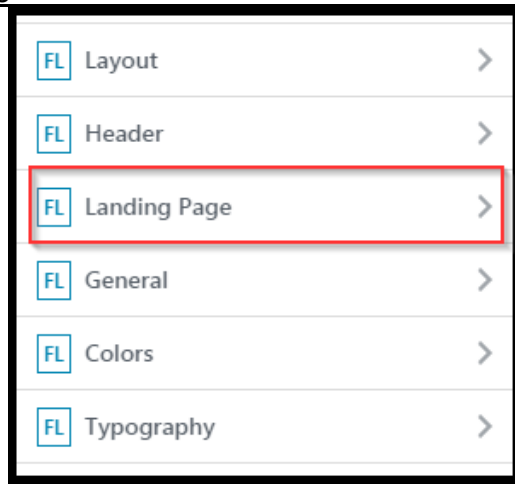 FL Layout
FL Header
FL Landing Page
FL General
FL Colors
FL Typography